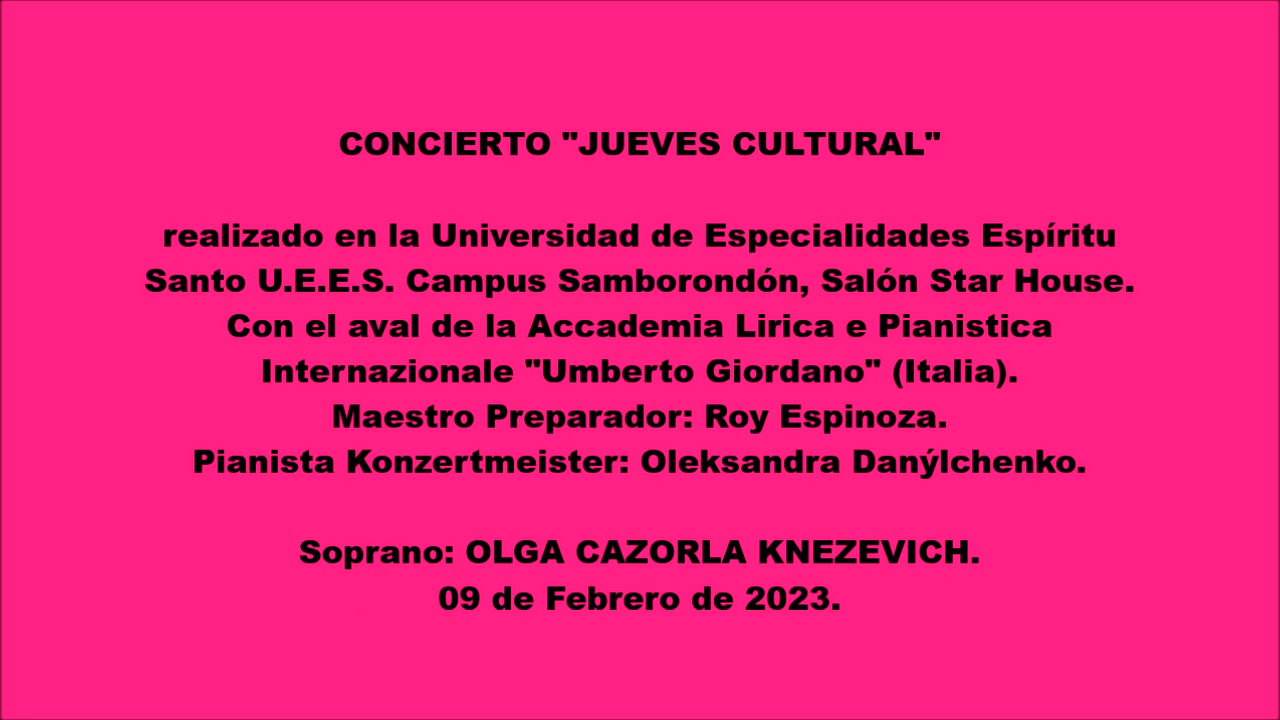 CONCIERTO "JUEVES CULTURAL"
realizado en la Universidad de Especialidades Espíritu
Santo U.E.E.S. Campus Samborondón, Salón Star House.
Con el aval de la Accademia Lirica e Pianistica
Internazionale "Umberto Giordano" (Italia).
Maestro Preparador: Roy Espinoza.
Pianista Konzertmeister: Oleksandra Danýlchenko.
Soprano: OLGA CAZORLA KNEZEVICH.
09 de Febrero de 2023.